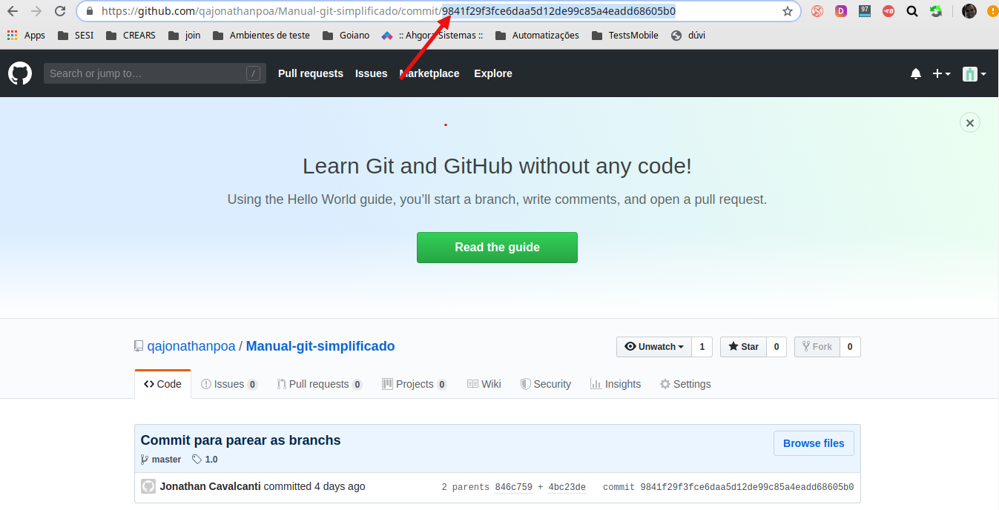 https://github.com/qajonathanpoa/Manual-git-simplificado/commit/9841f29f3fce6daa5d12de99c85a4eadd68605b0
D 97 B
Apps SESI CREARS join Ambientes de teste Goiano :: Ahgora Sistemas :: Automatizações TestsMobile dúvi
Search or jump to… / Pull requests Issues Marketplace Explore
Learn Git and GitHub without any code!
Using the Hello World guide, you’ll start a branch, write comments, and open a pull request.
Read the guide
qajonathanpoa / Manual-git-simplificado Unwatch 1 Star 0 Fork 0
Code Issues 0 Pull requests 0 Projects 0 Wiki Security Insights Settings
Commit para parear as branchs
Browse files
master 1.0
Jonathan Cavalcanti committed 4 days ago 2 parents 846c759 + 4bc23de commit 9841f29f3fce6daa5d12de99c85a4eadd68605b0